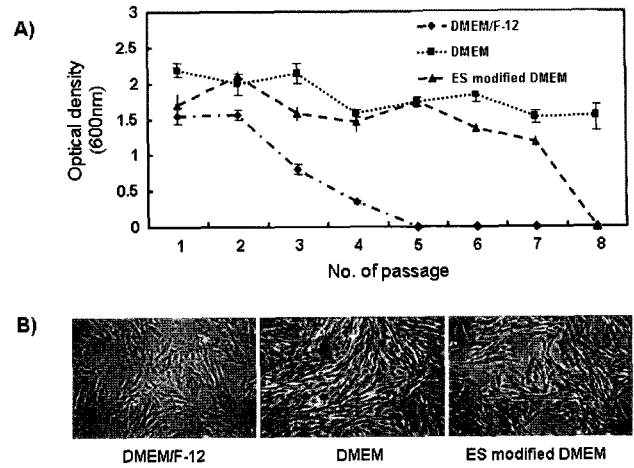 A)
DMEM/F-12
DMEM
ES modified DMEM
Optical density
(600nm)
3
2.5
2
1.5
1
0.5
0
1 2 3 4 5 6 7 8
No. of passage
B)
DMEM/F-12 DMEM ES modified DMEM